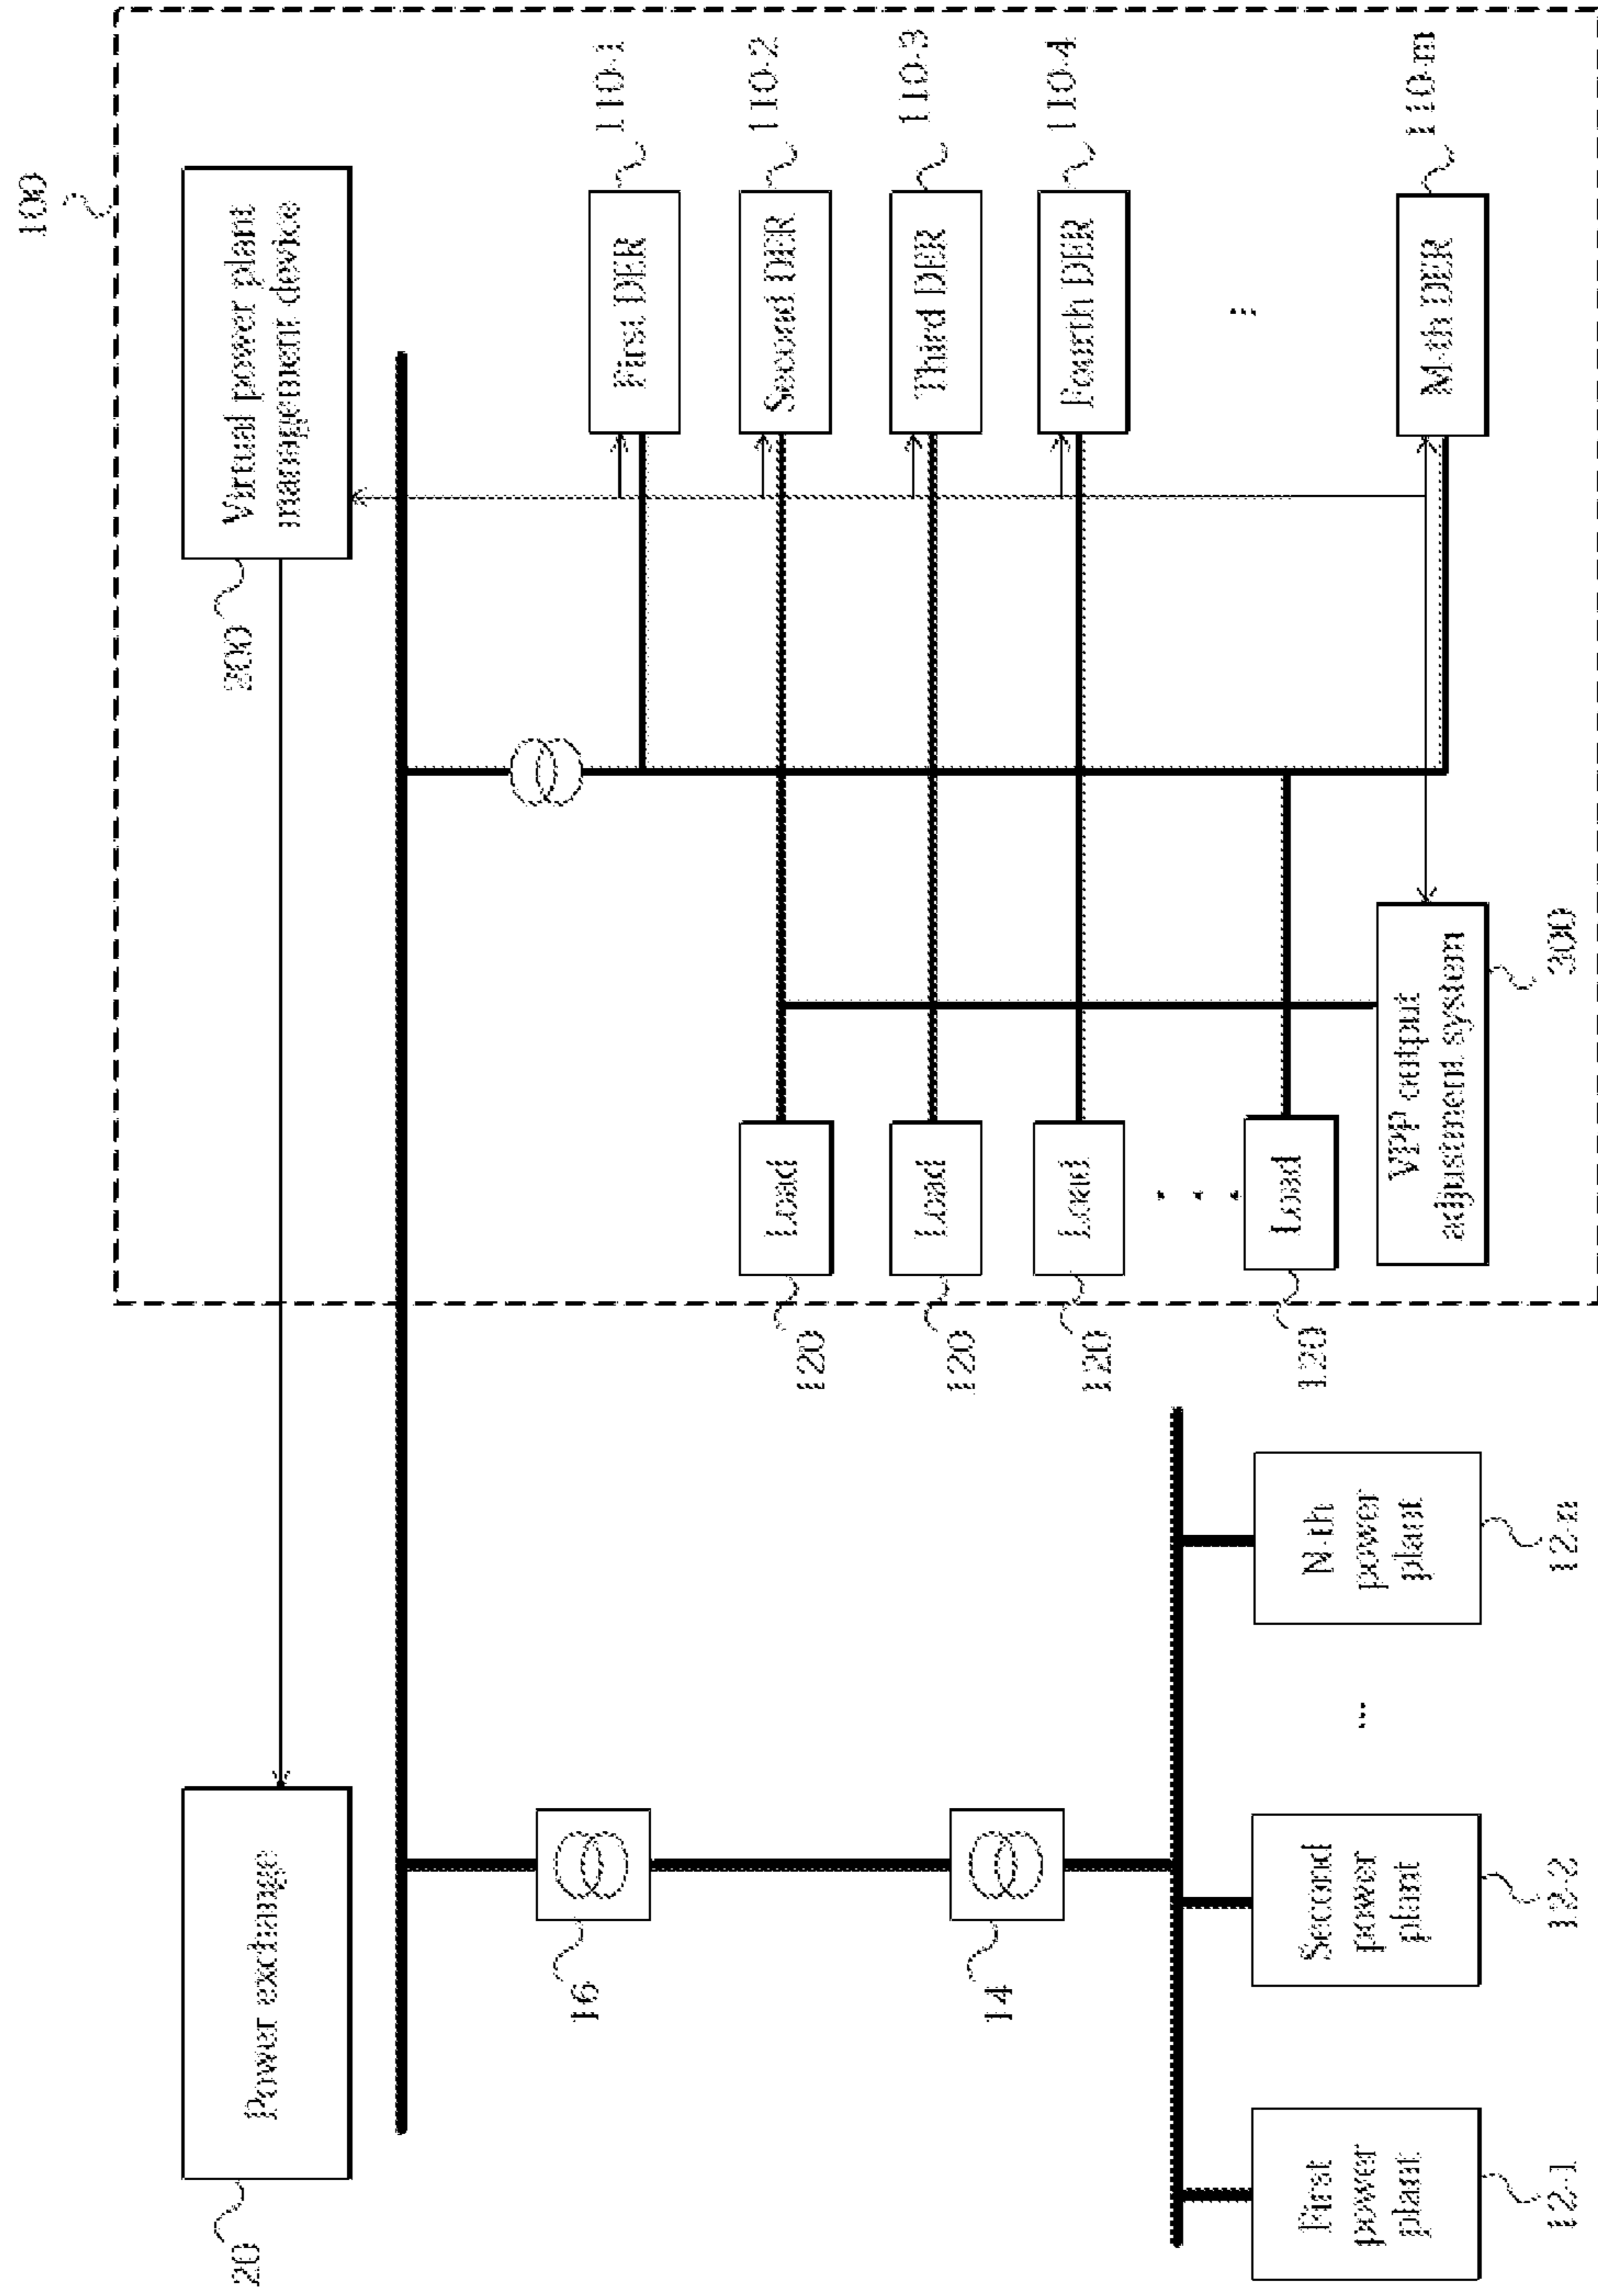 100
Power exchange
20
Virtual power plant
management device
200
16
14
First
power
plant
12-1
Second
power
plant
12-2
...
N-th
power
plant
12-n
First DER
110-1
Load
120
Second DER
110-2
Load
120
Third DER
110-3
Load
120
Fourth DER
110-4
...
...
Load
120
M-th DER
110-m
VPP output
adjustment system
300